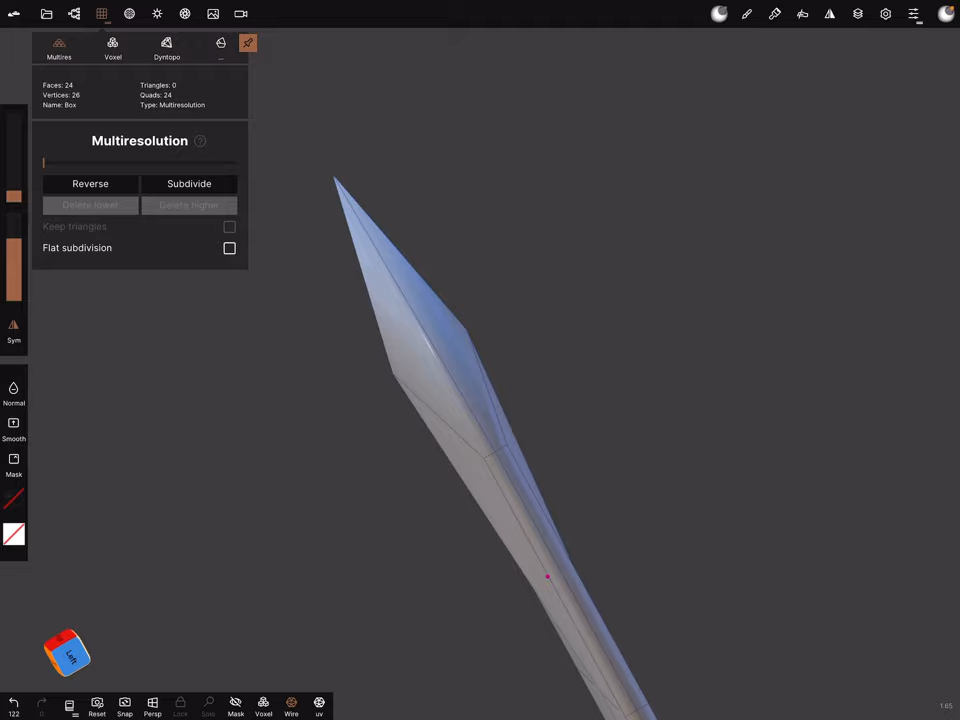 Multires Voxel Dyntopo ...
Faces: 24 Triangles: 0
Vertices: 26 Quads: 24
Name: Box Type: Multiresolution
Multiresolution ?
Reverse Subdivide
Delete lower Delete higher
Keep triangles
Flat subdivision
Sym
Normal
Smooth
Mask
Left
122 0 Reset Snap Persp Lock Solo Mask Voxel Wire uv
1.65